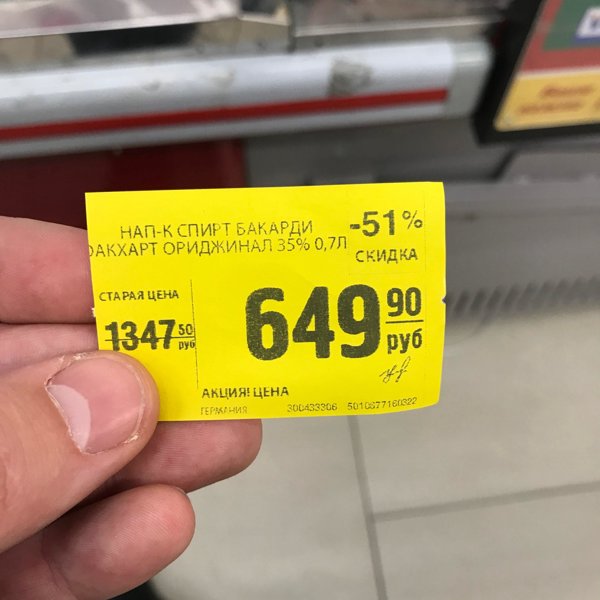 НАП-К СПИРТ БАКАРДИ
ОАКХАРТ ОРИДЖИНАЛ 35% 0,7Л
-51%
СКИДКА
СТАРАЯ ЦЕНА
1347 50
руб
649 90
руб
АКЦИЯ! ЦЕНА
ГЕРМАНИЯ 300433306 5010677160322